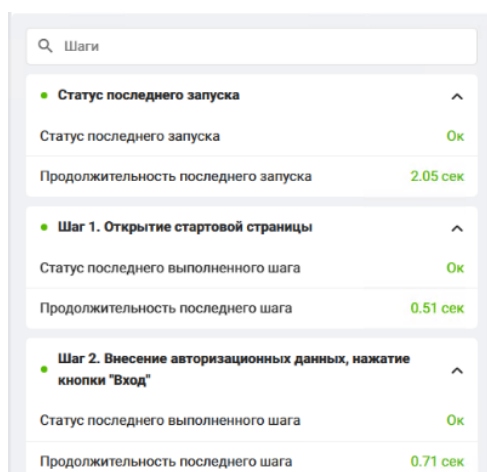 Шаги
Статус последнего запуска
Статус последнего запуска Ок
Продолжительность последнего запуска 2.05 сек
Шаг 1. Открытие стартовой страницы
Статус последнего выполненного шага Ок
Продолжительность последнего шага 0.51 сек
Шаг 2. Внесение авторизационных данных, нажатие
кнопки "Вход"
Статус последнего выполненного шага Ок
Продолжительность последнего шага 0.71 сек